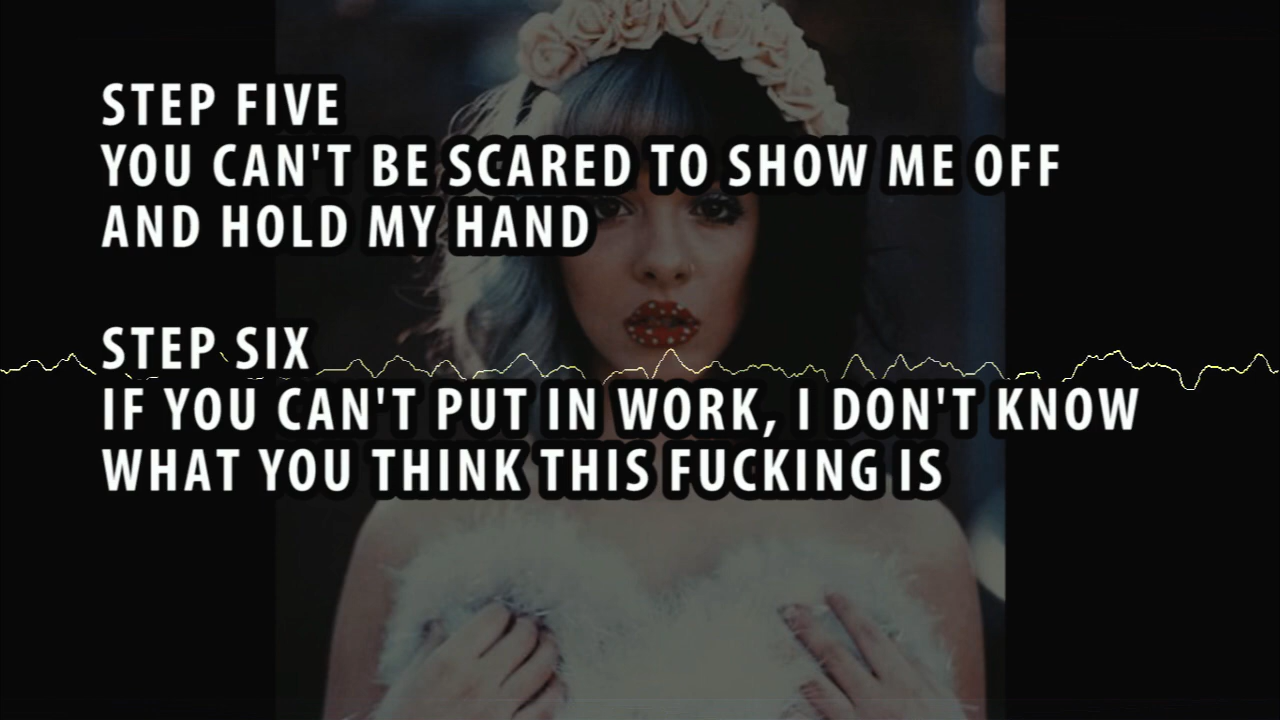 STEP FIVE
YOU CAN'T BE SCARED TO SHOW ME OFF
AND HOLD MY HAND
STEP SIX
IF YOU CAN'T PUT IN WORK, I DON'T KNOW
WHAT YOU THINK THIS FUCKING IS